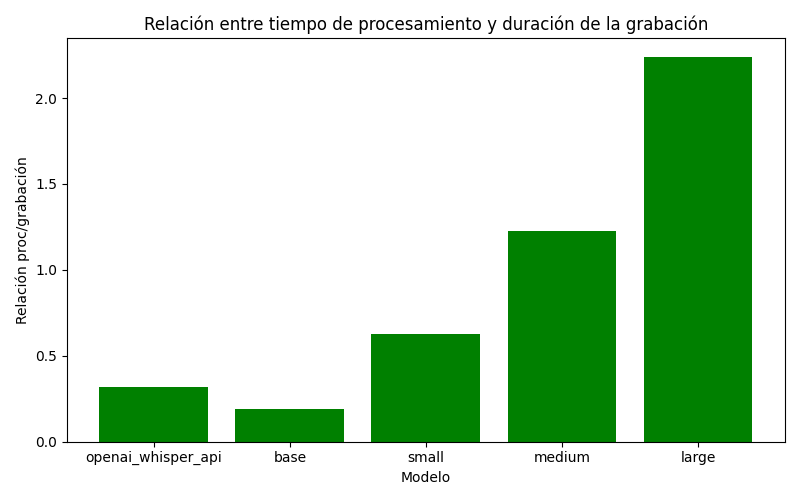 Relación entre tiempo de procesamiento y duración de la grabación
Relación proc/grabación
2.0
1.5
1.0
0.5
0.0
openai_whisper_api base small medium large
Modelo